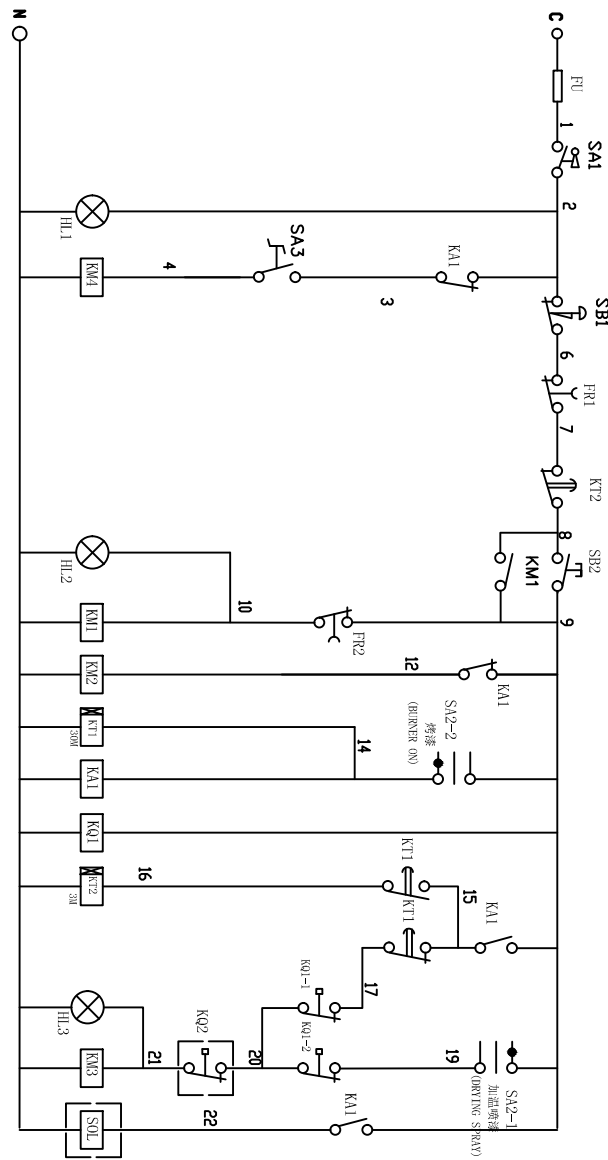 N
C
FU
1
SA1
2
HL1
KM4
4
SA3
3
KA1
SB1
6
FR1
7
KT2
8
SB2
KM1
9
HL2
10
KM1
FR2
KM2
12
KA1
KT1
30M
14
SA2-2
烤漆
(BURNER ON)
KA1
KQ1
KT2
3M
16
KT1
15
KT1
KA1
17
HL3
KQ1-1
KM3
21
KQ2
20
KQ1-2
19
SA2-1
加温喷漆
(DRYING SPRAY)
SOL
22
KA1